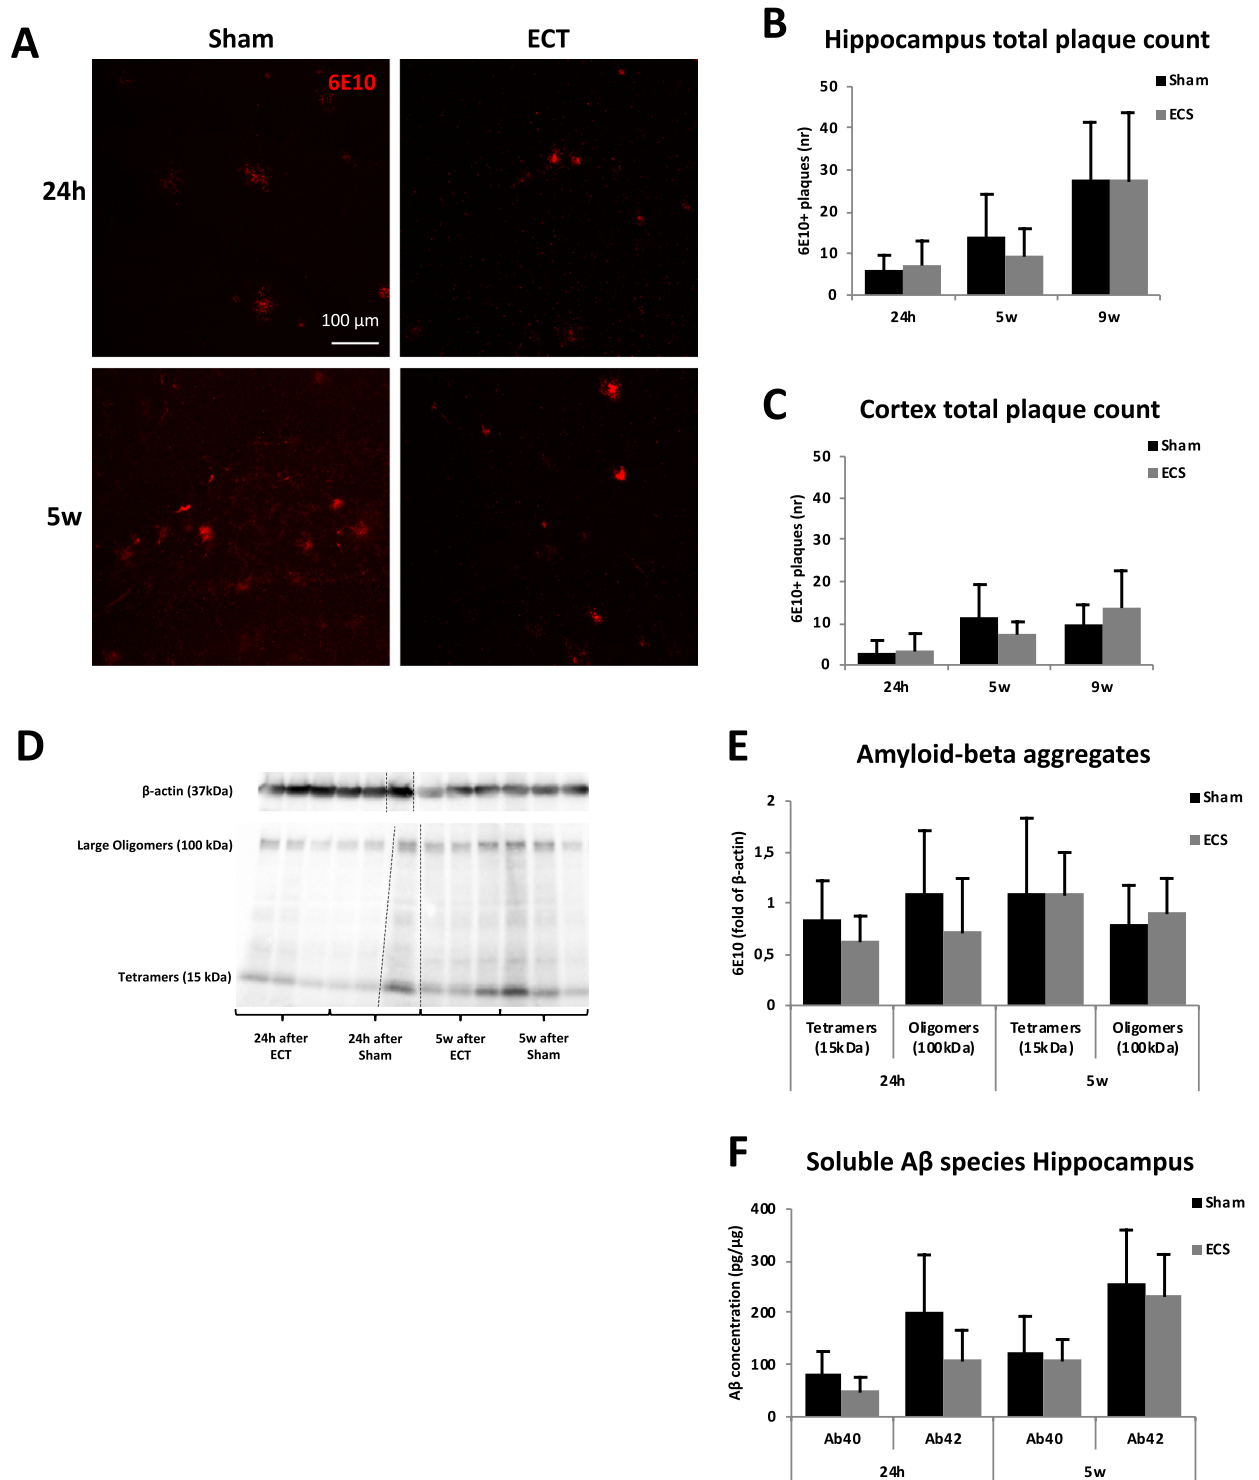 A
Sham
ECT
6E10
24h
100 µm
5w
B
Hippocampus total plaque count
Sham
ECS
6E10+ plaques (nr)
50
40
30
20
10
0
24h
5w
9w
C
Cortex total plaque count
Sham
ECS
6E10+ plaques (nr)
50
40
30
20
10
0
24h
5w
9w
D
β-actin (37kDa)
Large Oligomers (100 kDa)
Tetramers (15 kDa)
24h after ECT
24h after Sham
5w after ECT
5w after Sham
E
Amyloid-beta aggregates
Sham
ECS
6E10 (fold of β-actin)
2
1,5
1
0,5
0
Tetramers (15kDa)
Oligomers (100kDa)
Tetramers (15kDa)
Oligomers (100kDa)
24h
5w
F
Soluble Aβ species Hippocampus
Sham
ECS
Aβ concentration (pg/µg)
400
300
200
100
0
Ab40
Ab42
Ab40
Ab42
24h
5w